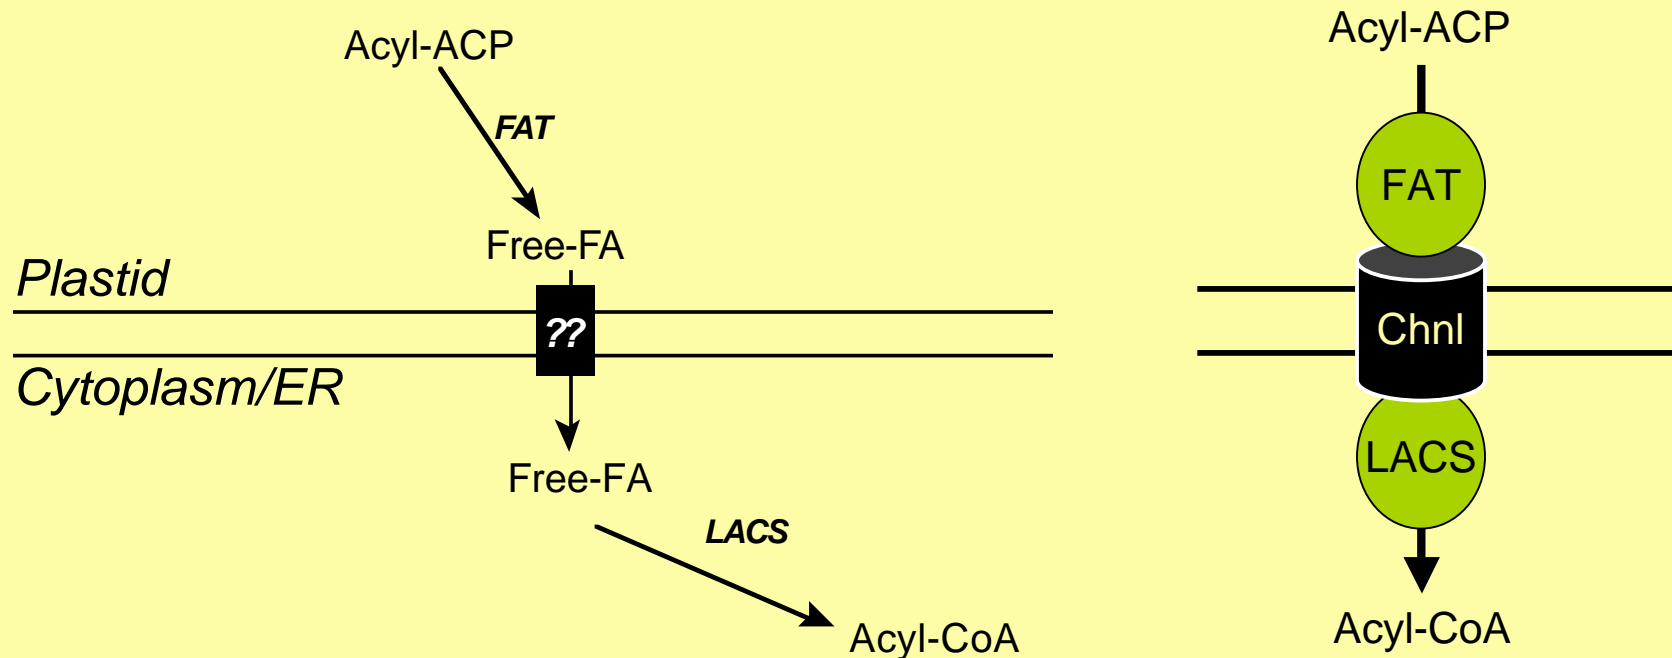 Acyl-ACP
FAT
Free-FA
Plastid
??
Cytoplasm/ER
Free-FA
LACS
Acyl-CoA
Acyl-ACP
FAT
Chnl
LACS
Acyl-CoA